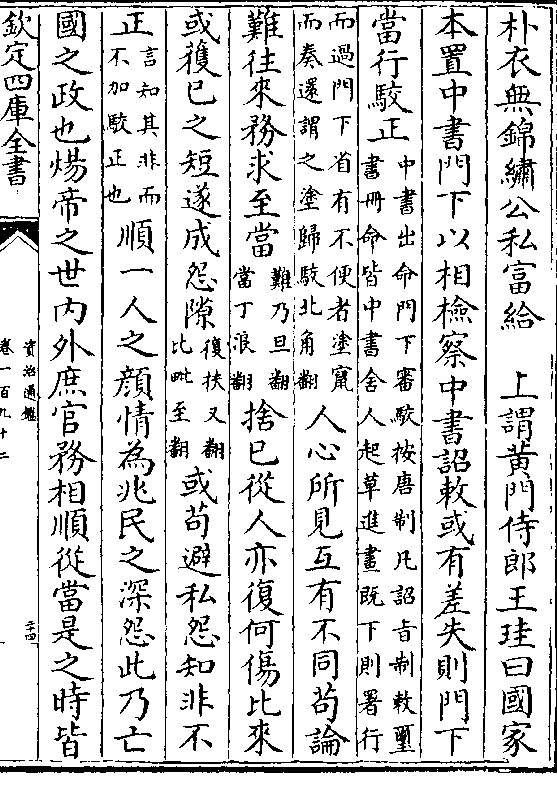 朴衣無錦繡公私富給　上謂黄門侍郎王珪曰國家
本置中書門下以相檢察中書詔敕或有差失則門下
當行駮正中書出命門下審駮按唐制凡詔旨制敕璽
書冊命皆中書舍人起草進畫既下則署行
而過門下省有不便者塗竄
而奏還謂之塗歸駮北角翻人心所見互有不同苟論
難往來務求至當難乃旦翻
當丁浪翻捨已從人亦復何傷比來
或護已之短遂成怨隙復扶又翻
比毗至翻或苟避私怨知非不
正言知其非而
不加駮正也順一人之顔情為兆民之深怨此乃亡
國之政也煬帝之世内外庶官務相順從當是之時皆
欽定四庫全書
資治通鑑
卷一百九十二
二十四